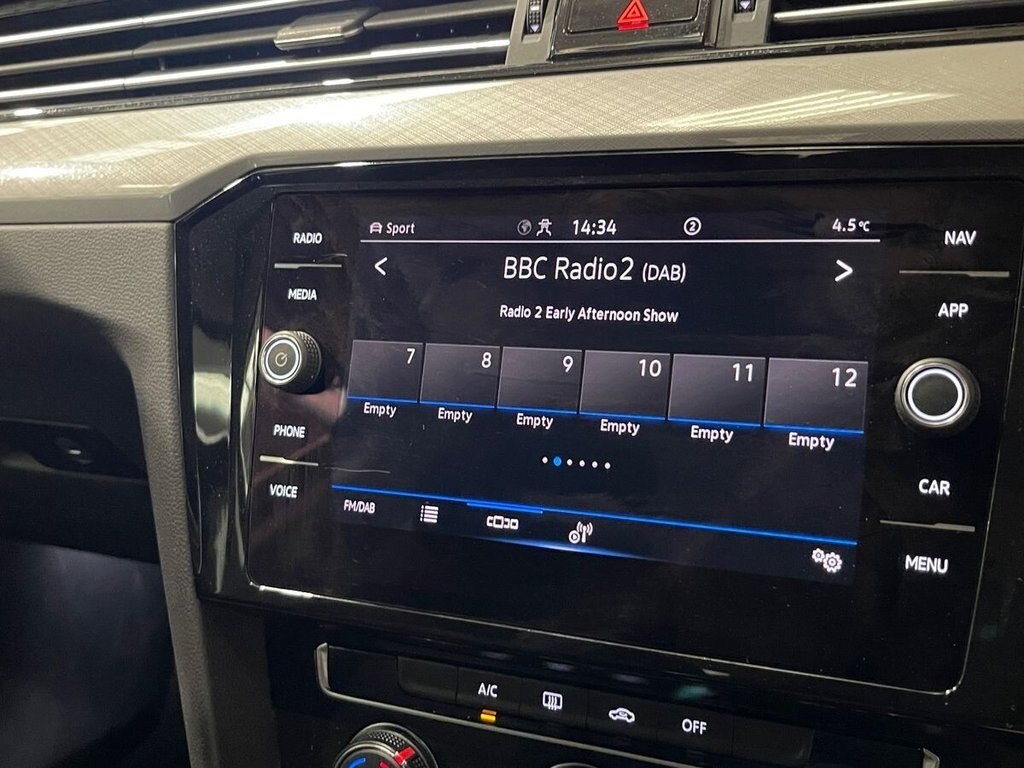 Sport 14:34 2 4.5°C
RADIO
NAV
BBC Radio2 (DAB)
MEDIA
APP
Radio 2 Early Afternoon Show
7 8 9 10 11 12
Empty Empty Empty Empty Empty Empty
PHONE
VOICE
CAR
FM/DAB
MENU
A/C
OFF